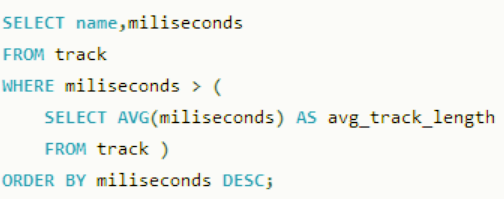 SELECT name,miliseconds
FROM track
WHERE miliseconds > (
SELECT AVG(miliseconds) AS avg_track_length
FROM track )
ORDER BY miliseconds DESC;